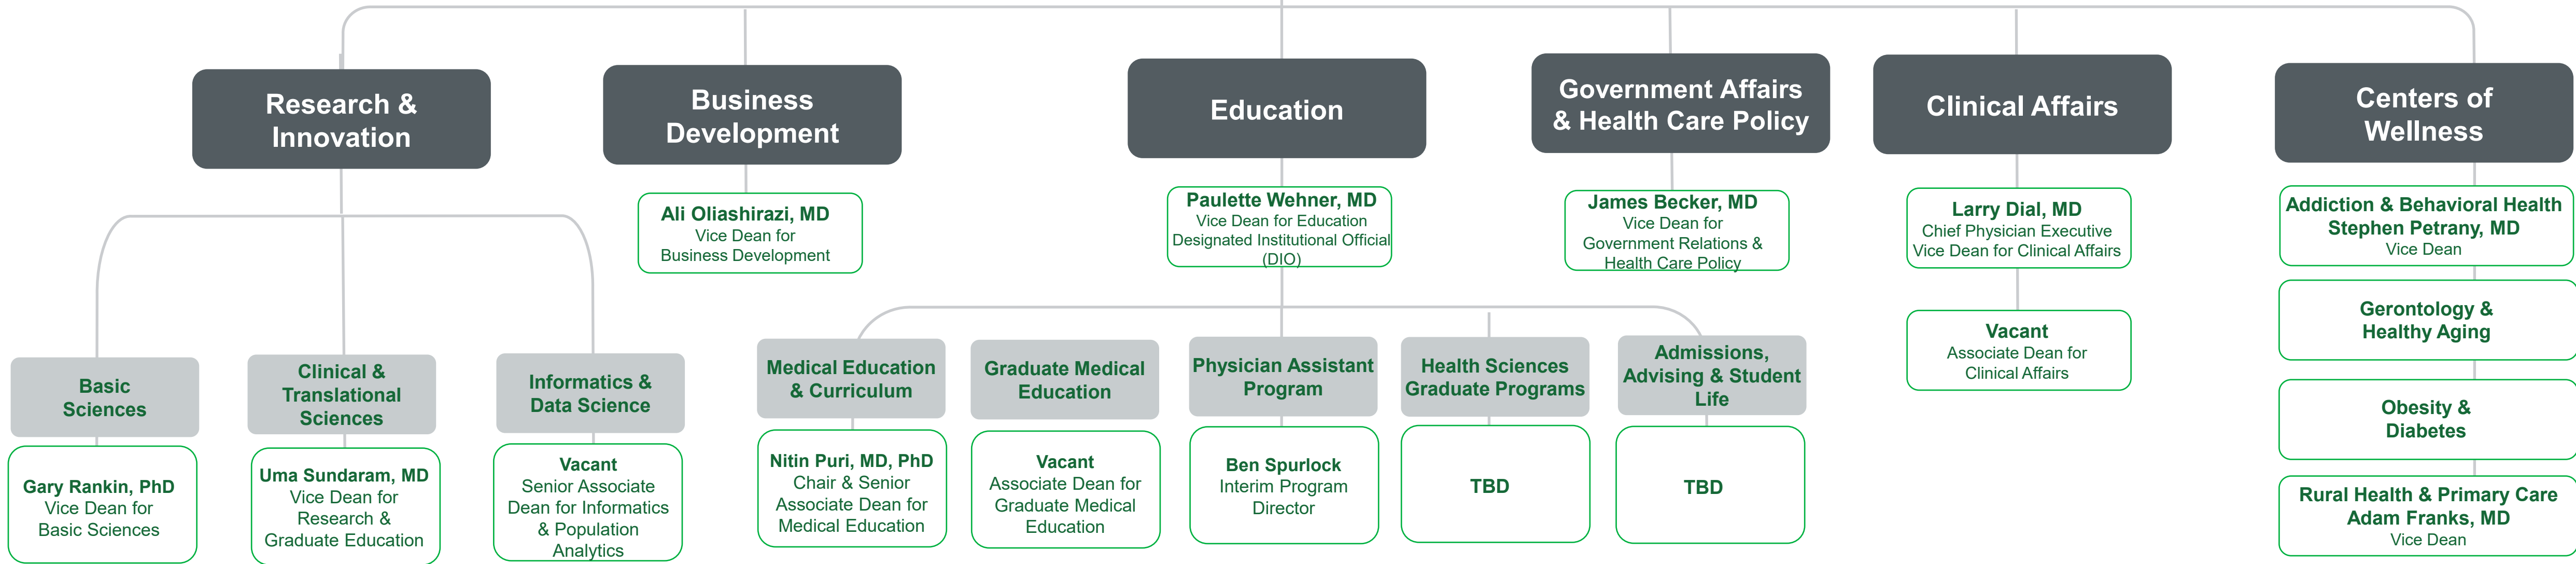 Research &
Innovation
Business
Development
Education
Government Affairs
& Health Care Policy
Clinical Affairs
Centers of
Wellness
Ali Oliashirazi, MD
Vice Dean for
Business Development
Paulette Wehner, MD
Vice Dean for Education
Designated Institutional Official
(DIO)
James Becker, MD
Vice Dean for
Government Relations &
Health Care Policy
Larry Dial, MD
Chief Physician Executive
Vice Dean for Clinical Affairs
Vacant
Associate Dean for
Clinical Affairs
Addiction & Behavioral Health
Stephen Petrany, MD
Vice Dean
Gerontology &
Healthy Aging
Obesity &
Diabetes
Rural Health & Primary Care
Adam Franks, MD
Vice Dean
Basic
Sciences
Clinical &
Translational
Sciences
Informatics &
Data Science
Medical Education
& Curriculum
Graduate Medical
Education
Physician Assistant
Program
Health Sciences
Graduate Programs
Admissions,
Advising & Student
Life
Gary Rankin, PhD
Vice Dean for
Basic Sciences
Uma Sundaram, MD
Vice Dean for
Research &
Graduate Education
Vacant
Senior Associate
Dean for Informatics
& Population
Analytics
Nitin Puri, MD, PhD
Chair & Senior
Associate Dean for
Medical Education
Vacant
Associate Dean for
Graduate Medical
Education
Ben Spurlock
Interim Program
Director
TBD
TBD